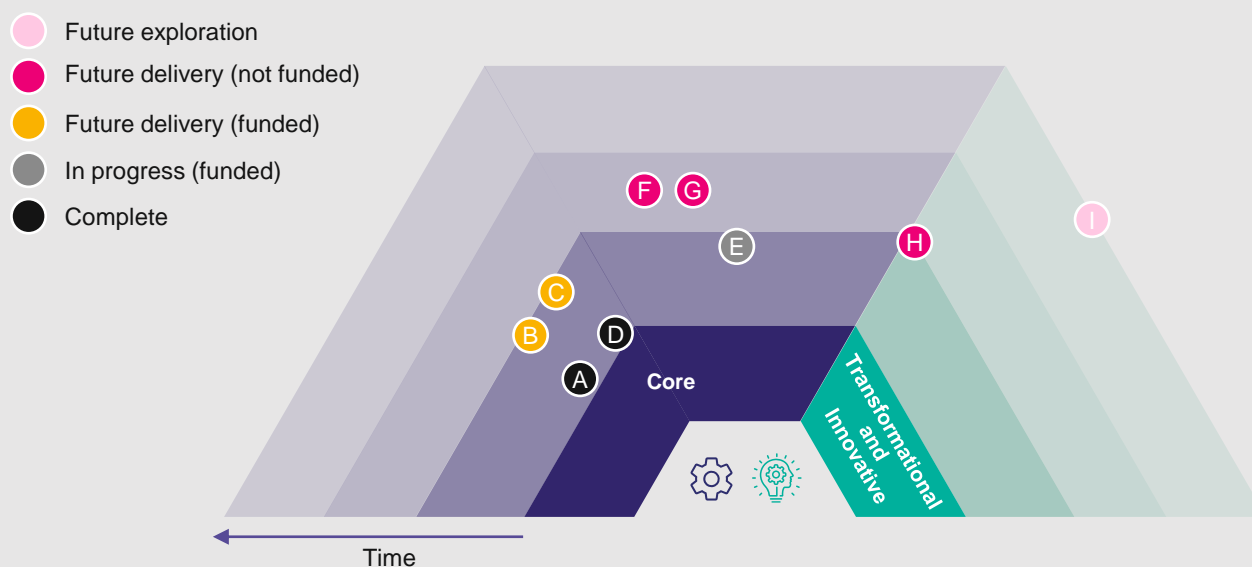 Future exploration
Future delivery (not funded)
Future delivery (funded)
In progress (funded)
Complete
F
G
I
H
E
C
B
D
A
Core
Transformational
and
Innovative
Time